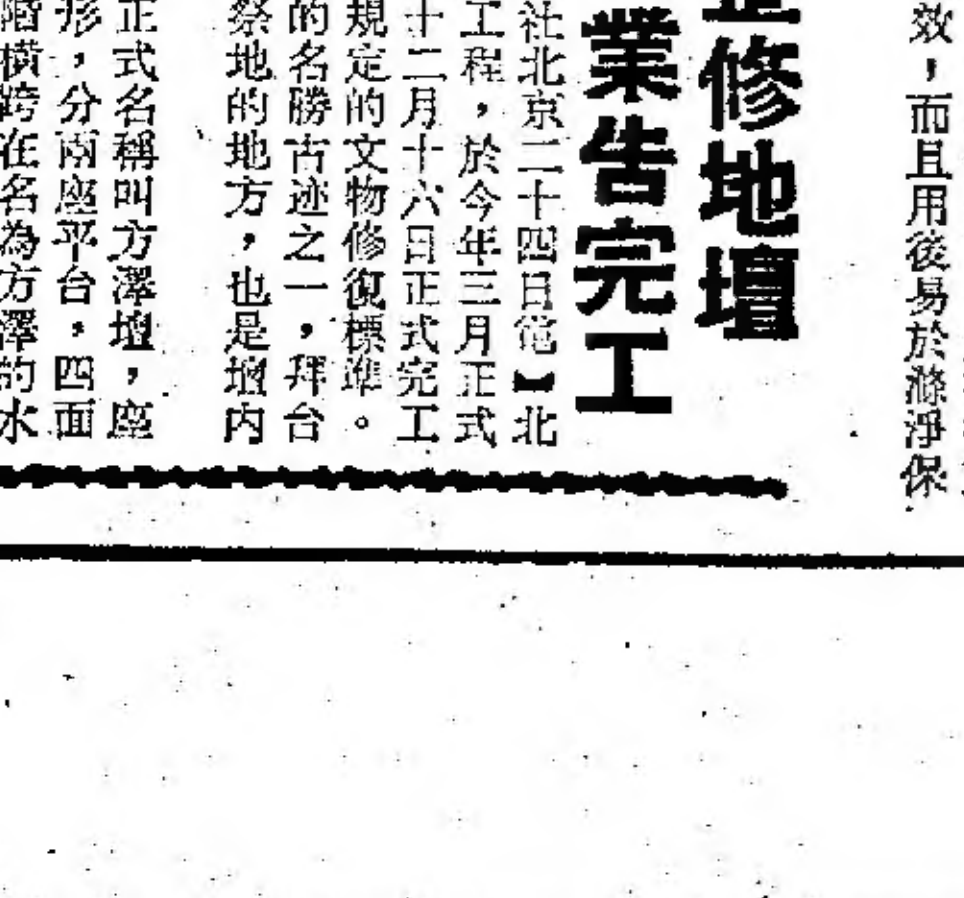 效，而且用後易於滌淨保
修地壇
業告完工
社北京二十四日電】北
工程，於今年三月正式
十二月十六日正式完工
規定的文物修復標準。
的名勝古迹之一，拜台
祭地的地方，也是壇内
正式名稱叫方澤壇，座
形，分兩座平台，四面
階橫跨在名為方澤的水